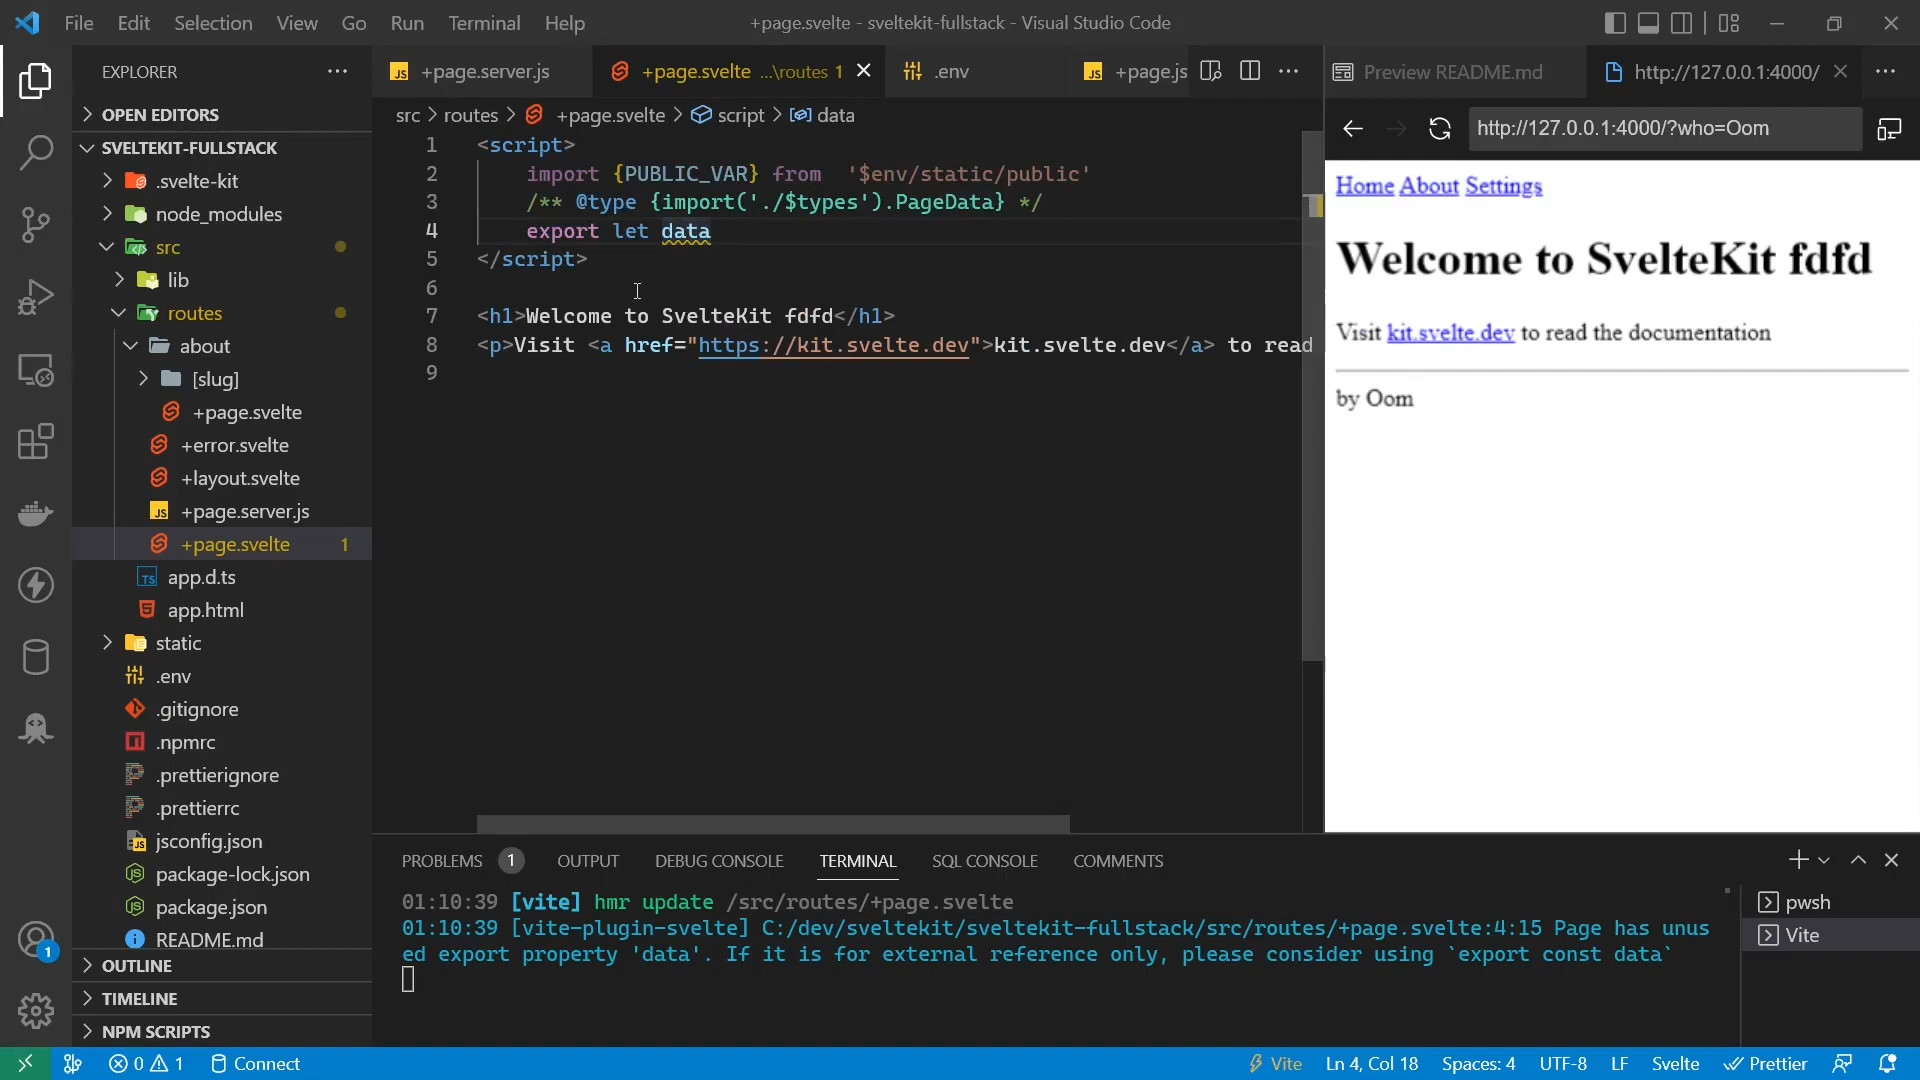 File Edit Selection View Go Run Terminal Help
+page.svelte - sveltekit-fullstack - Visual Studio Code
EXPLORER
OPEN EDITORS
SVELTEKIT-FULLSTACK
.svelte-kit
node_modules
src
lib
routes
about
[slug]
+page.svelte
+error.svelte
+layout.svelte
JS +page.server.js
+page.svelte 1
TS app.d.ts
app.html
static
.env
.gitignore
.npmrc
.prettierignore
.prettierrc
jsconfig.json
package-lock.json
package.json
README.md
OUTLINE
TIMELINE
NPM SCRIPTS
1
JS +page.server.js
+page.svelte ...\routes 1
.env
JS +page.js
src > routes > +page.svelte > script > data
1 <script>
2 import {PUBLIC_VAR} from '$env/static/public'
3 /** @type {import('./$types').PageData} */
4 export let data
5 </script>
6
7 <h1>Welcome to SvelteKit fdfd</h1>
8 <p>Visit <a href="https://kit.svelte.dev">kit.svelte.dev</a> to read
9
Preview README.md
http://127.0.0.1:4000/
http://127.0.0.1:4000/?who=Oom
Home About Settings
Welcome to SvelteKit fdfd
Visit kit.svelte.dev to read the documentation
by Oom
PROBLEMS 1 OUTPUT DEBUG CONSOLE TERMINAL SQL CONSOLE COMMENTS
01:10:39 [vite] hmr update /src/routes/+page.svelte
01:10:39 [vite-plugin-svelte] C:/dev/sveltekit/sveltekit-fullstack/src/routes/+page.svelte:4:15 Page has unus
ed export property 'data'. If it is for external reference only, please consider using `export const data`
pwsh
Vite
0 1 Connect
Vite Ln 4, Col 18 Spaces: 4 UTF-8 LF Svelte Prettier